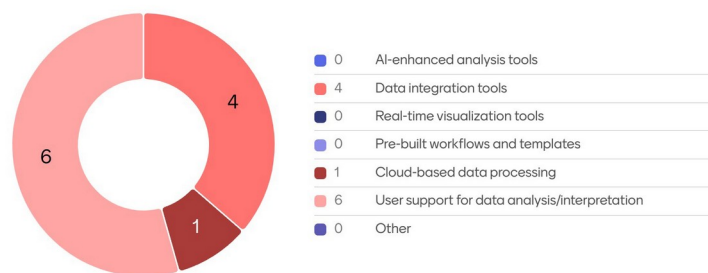 4
6
1
0 AI-enhanced analysis tools
4 Data integration tools
0 Real-time visualization tools
0 Pre-built workflows and templates
1 Cloud-based data processing
6 User support for data analysis/interpretation
0 Other